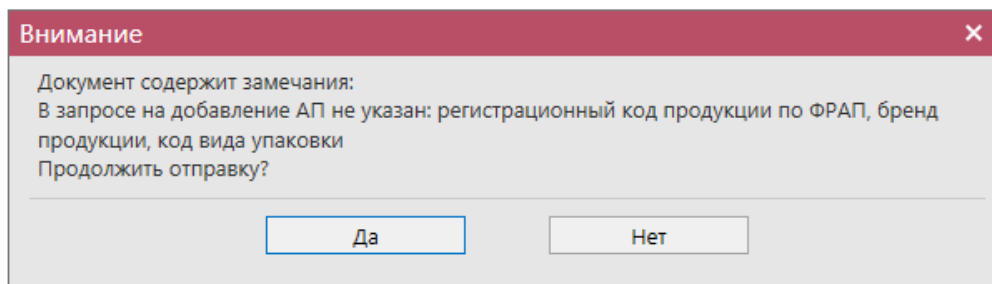 Внимание
Документ содержит замечания:
В запросе на добавление АП не указан: регистрационный код продукции по ФРАП, бренд
продукции, код вида упаковки
Продолжить отправку?
Да
Нет